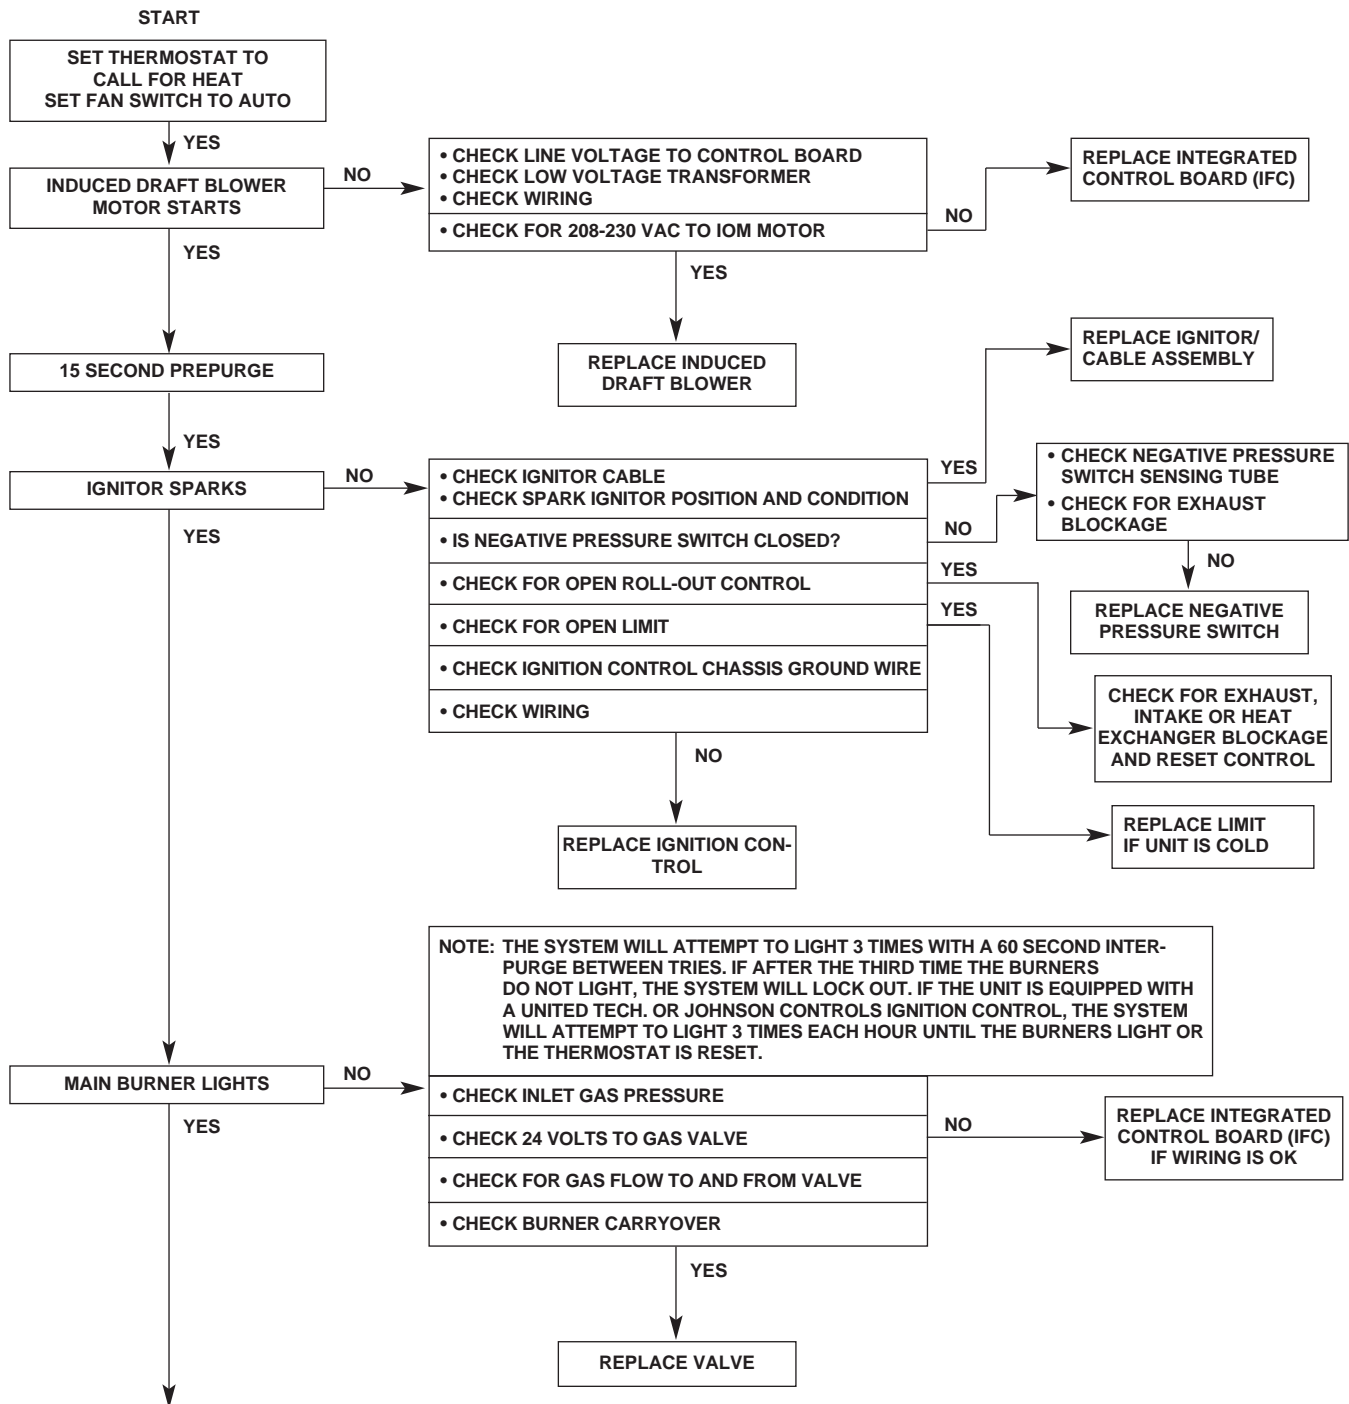 START
SET THERMOSTAT TO
CALL FOR HEAT
SET FAN SWITCH TO AUTO
YES
INDUCED DRAFT BLOWER
MOTOR STARTS
NO
• CHECK LINE VOLTAGE TO CONTROL BOARD
• CHECK LOW VOLTAGE TRANSFORMER
• CHECK WIRING
• CHECK FOR 208-230 VAC TO IOM MOTOR
NO
REPLACE INTEGRATED
CONTROL BOARD (IFC)
YES
REPLACE INDUCED
DRAFT BLOWER
YES
15 SECOND PREPURGE
YES
IGNITOR SPARKS
NO
• CHECK IGNITOR CABLE
• CHECK SPARK IGNITOR POSITION AND CONDITION
YES
REPLACE IGNITOR/
CABLE ASSEMBLY
• IS NEGATIVE PRESSURE SWITCH CLOSED?
NO
• CHECK NEGATIVE PRESSURE
SWITCH SENSING TUBE
• CHECK FOR EXHAUST
BLOCKAGE
NO
REPLACE NEGATIVE
PRESSURE SWITCH
• CHECK FOR OPEN ROLL-OUT CONTROL
YES
CHECK FOR EXHAUST,
INTAKE OR HEAT
EXCHANGER BLOCKAGE
AND RESET CONTROL
• CHECK FOR OPEN LIMIT
YES
REPLACE LIMIT
IF UNIT IS COLD
• CHECK IGNITION CONTROL CHASSIS GROUND WIRE
• CHECK WIRING
NO
REPLACE IGNITION CON-
TROL
YES
NOTE: THE SYSTEM WILL ATTEMPT TO LIGHT 3 TIMES WITH A 60 SECOND INTER-
PURGE BETWEEN TRIES. IF AFTER THE THIRD TIME THE BURNERS
DO NOT LIGHT, THE SYSTEM WILL LOCK OUT. IF THE UNIT IS EQUIPPED WITH
A UNITED TECH. OR JOHNSON CONTROLS IGNITION CONTROL, THE SYSTEM
WILL ATTEMPT TO LIGHT 3 TIMES EACH HOUR UNTIL THE BURNERS LIGHT OR
THE THERMOSTAT IS RESET.
MAIN BURNER LIGHTS
NO
• CHECK INLET GAS PRESSURE
• CHECK 24 VOLTS TO GAS VALVE
NO
REPLACE INTEGRATED
CONTROL BOARD (IFC)
IF WIRING IS OK
• CHECK FOR GAS FLOW TO AND FROM VALVE
• CHECK BURNER CARRYOVER
YES
REPLACE VALVE
YES